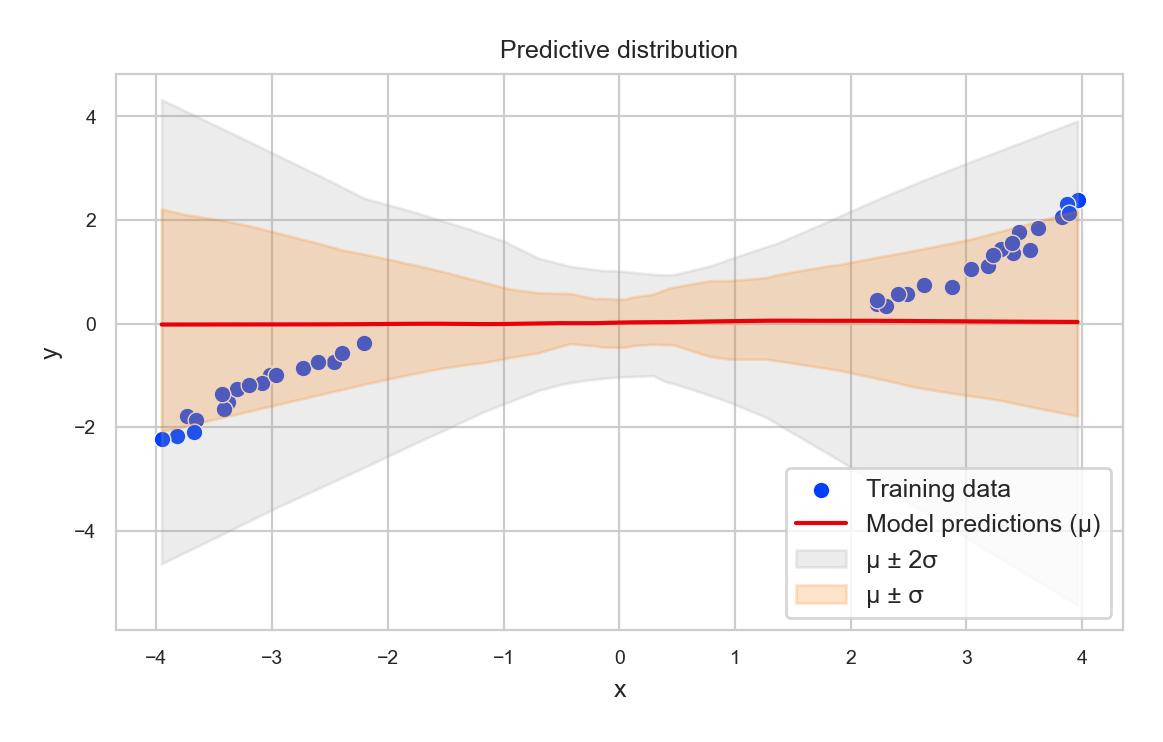 Predictive distribution
4
2
0
−2
−4
y
−4 −3 −2 −1 0 1 2 3 4
x
Training data
Model predictions (μ)
μ ± 2σ
μ ± σ